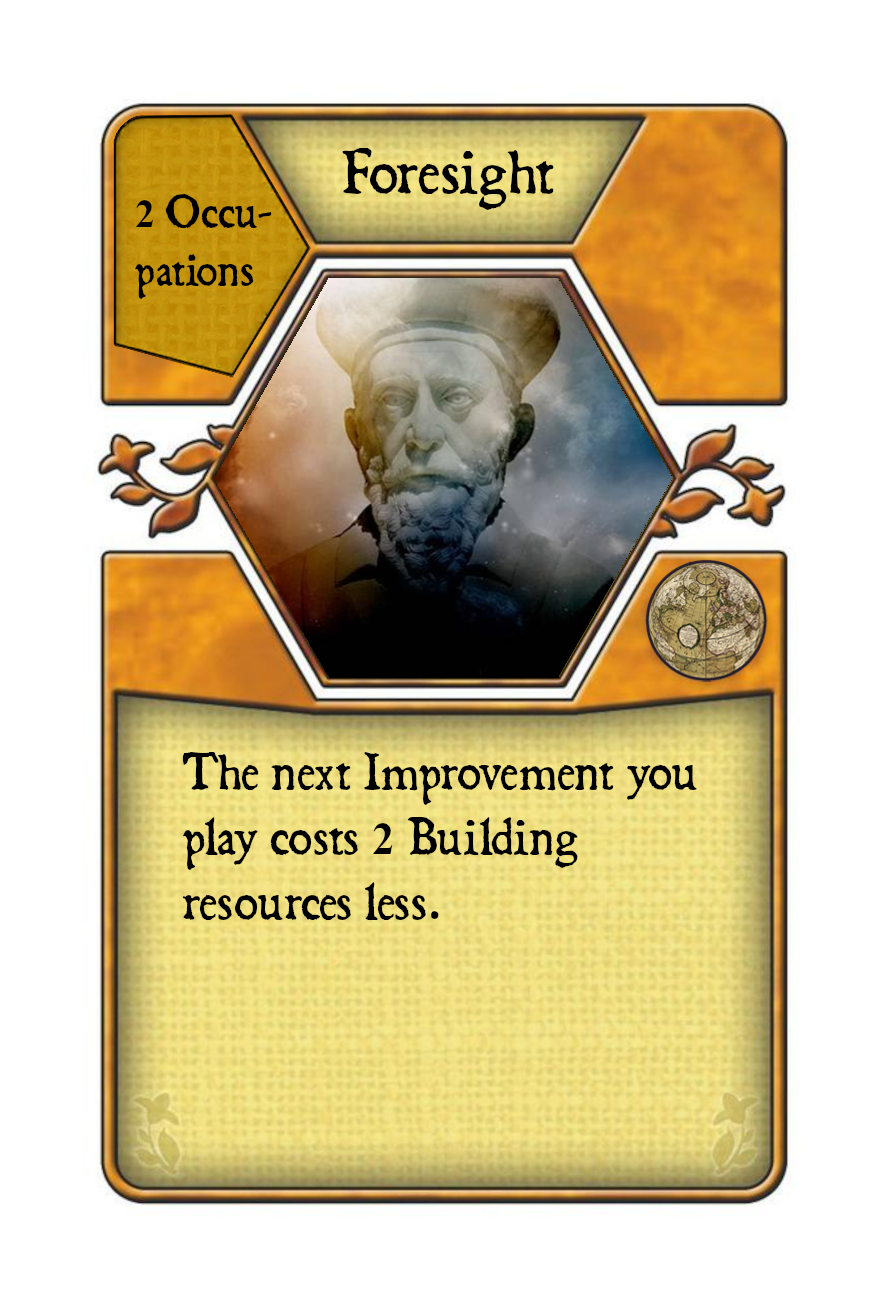 Foresight
2 Occu-
pations
The next Improvement you
play costs 2 Building
resources less.